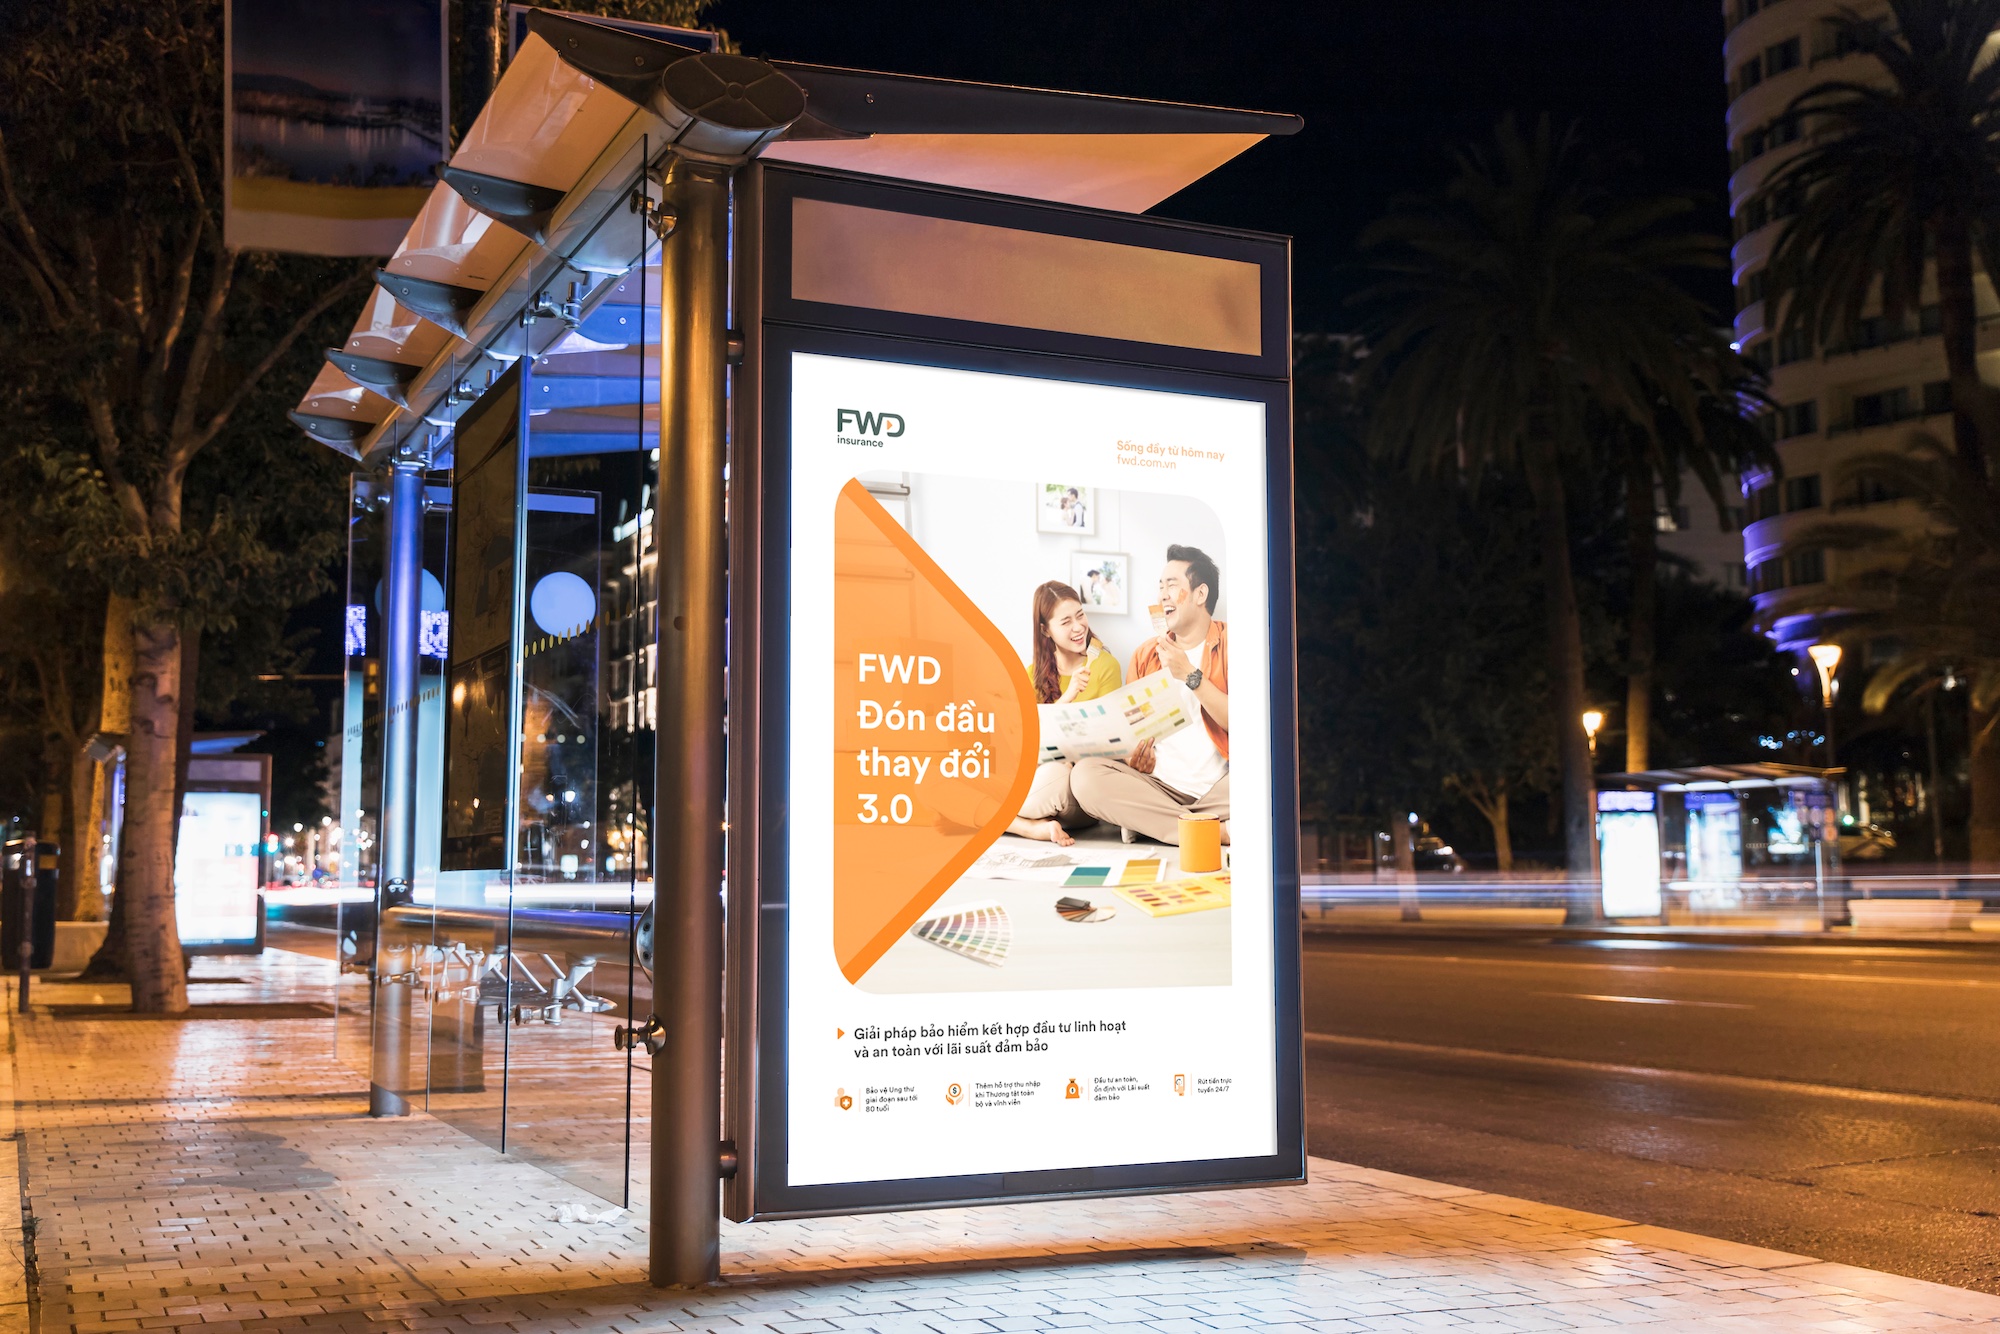 FWD
insurance
Sống đầy từ hôm nay
fwd.com.vn
FWD
Đón đầu
thay đổi
3.0
Giải pháp bảo hiểm kết hợp đầu tư linh hoạt
và an toàn với lãi suất đảm bảo
Bảo vệ Ung thư
giai đoạn sau tới
80 tuổi
Thêm hỗ trợ thu nhập
khi Thương tật toàn
bộ và vĩnh viễn
Đầu tư an toàn,
ổn định với Lãi suất
đảm bảo
Rút tiền trực
tuyến 24/7